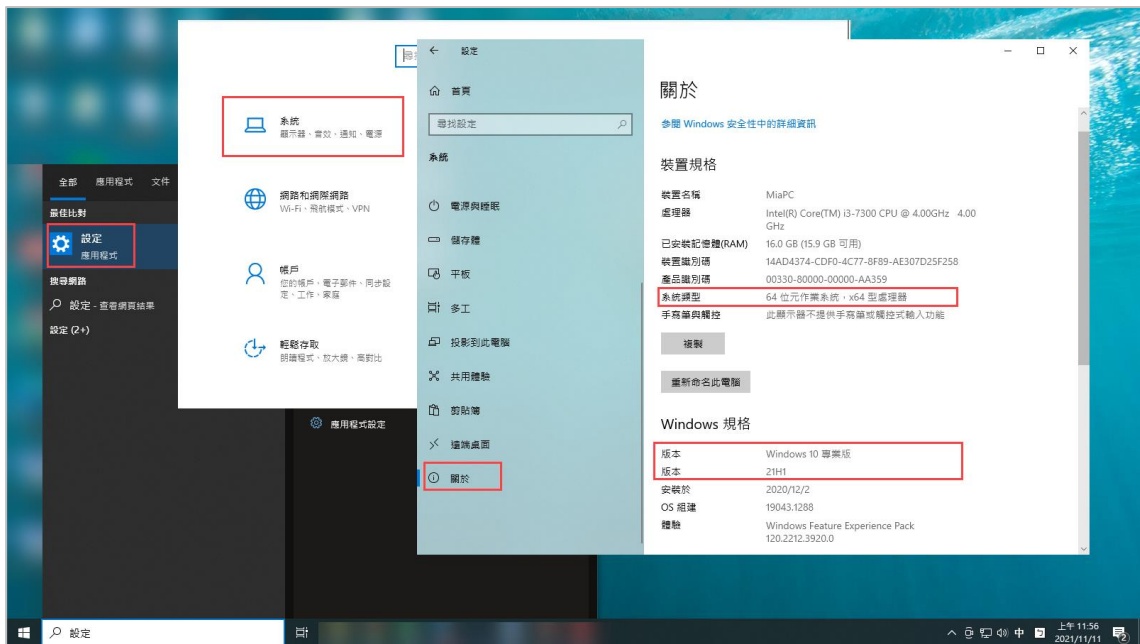 全部 應用程式 文件
最佳比對
設定
應用程式
搜尋網路
設定 - 查看網頁結果
設定 (2+)
應用程式設定
系統
顯示器、音效、通知、電源
網路和網際網路
Wi-Fi、飛航模式、VPN
帳戶
您的帳戶、電子郵件、同步設
定、工作、家庭
輕鬆存取
朗讀程式、放大鏡、高對比
設定
首頁
尋找設定
系統
電源與睡眠
儲存體
平板
多工
投影到此電腦
共用體驗
剪貼簿
遠端桌面
關於
關於
參閱 Windows 安全性中的詳細資訊
裝置規格
裝置名稱 MiaPC
處理器 Intel(R) Core(TM) i3-7300 CPU @ 4.00GHz 4.00
GHz
已安裝記憶體(RAM) 16.0 GB (15.9 GB 可用)
裝置識別碼 14AD4374-CDF0-4C77-8F89-AE307D25F258
產品識別碼 00330-80000-00000-AA359
系統類型 64 位元作業系統，x64 型處理器
手寫筆與觸控 此顯示器不提供手寫筆或觸控式輸入功能
複製
重新命名此電腦
Windows 規格
版本 Windows 10 專業版
版本 21H1
安裝於 2020/12/2
OS 組建 19043.1288
體驗 Windows Feature Experience Pack
120.2212.3920.0
設定
中
上午 11:56
2021/11/11
2